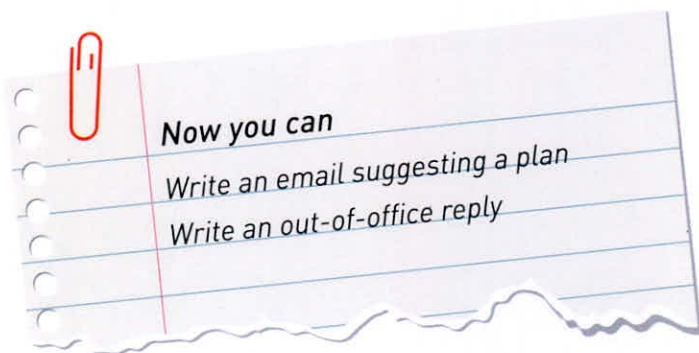 Now you can
Write an email suggesting a plan
Write an out-of-office reply